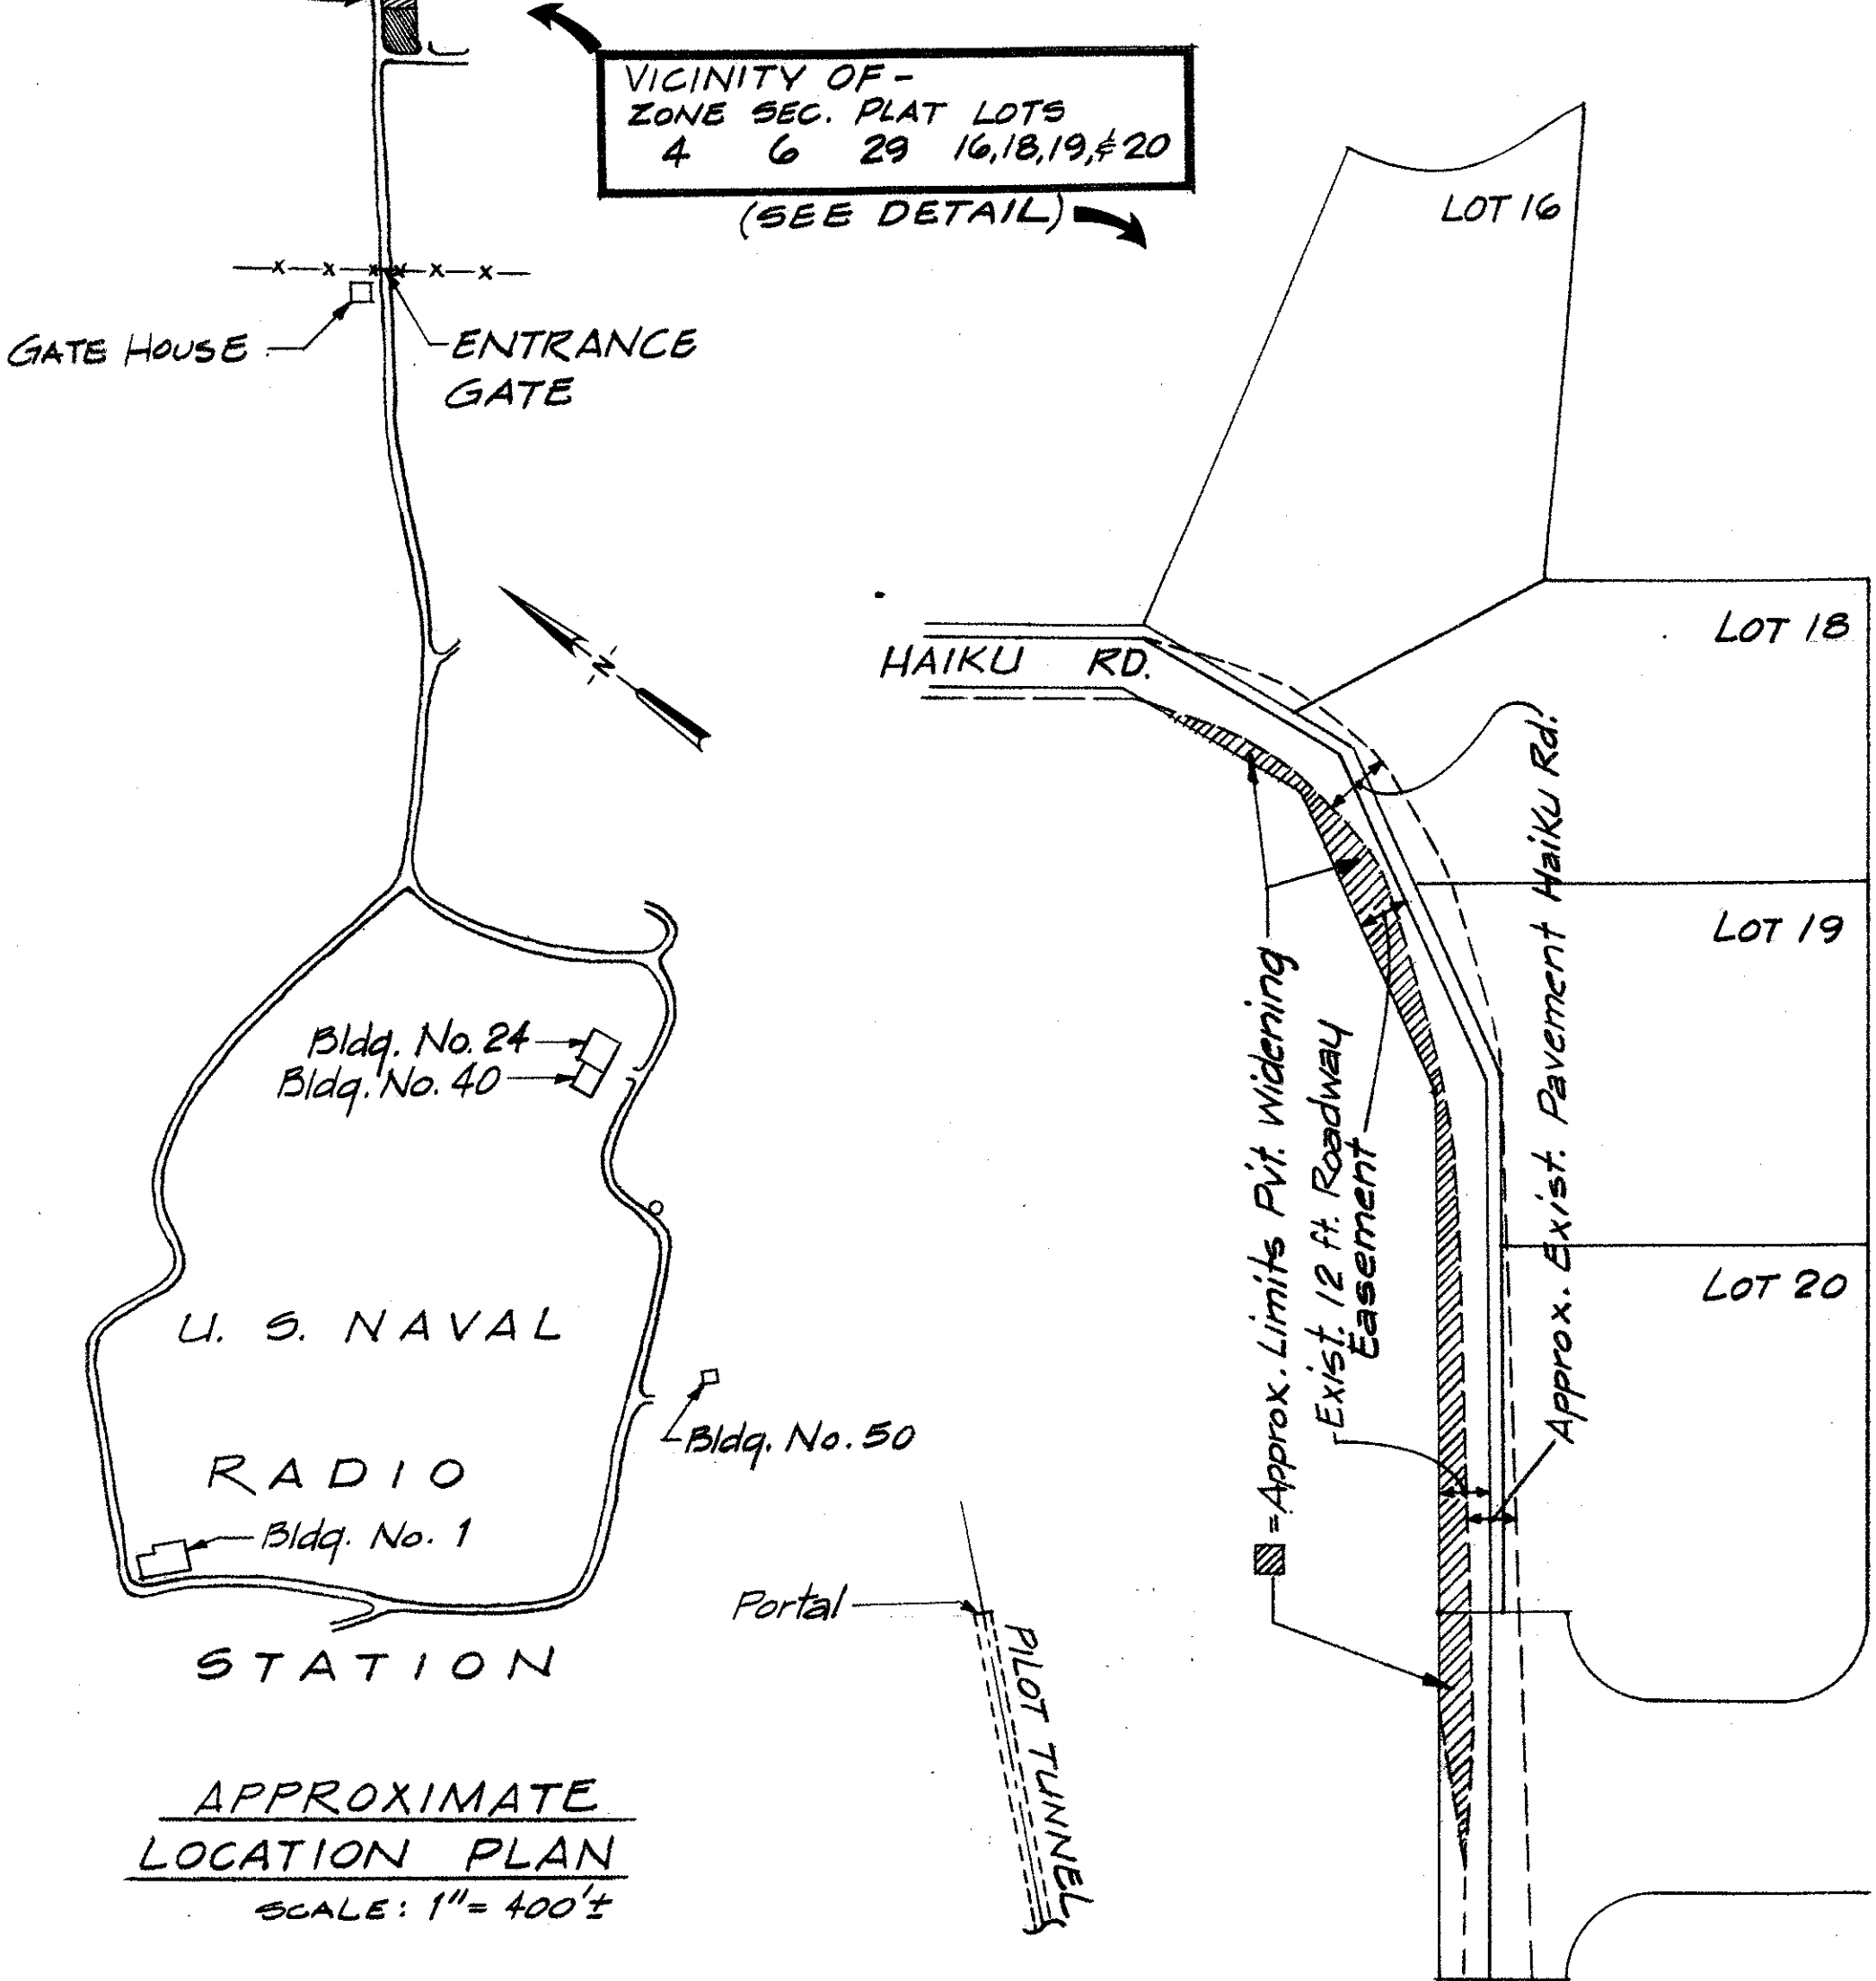 VICINITY OF -
ZONE SEC. PLAT LOTS
4 6 29 16,18,19,& 20
(SEE DETAIL)
GATE HOUSE
ENTRANCE
GATE
N
Bldg. No. 24
Bldg. No. 40
U. S. NAVAL
RADIO
STATION
Bldg. No. 50
Bldg. No. 1
Portal
PILOT TUNNEL
APPROXIMATE
LOCATION PLAN
SCALE: 1"= 400'±
LOT 16
HAIKU RD.
LOT 18
LOT 19
LOT 20
= Approx. Limits Pvt. Widening
Exist. 12 ft. Roadway
Easement
Approx. Exist. Pavement Haiku Rd.